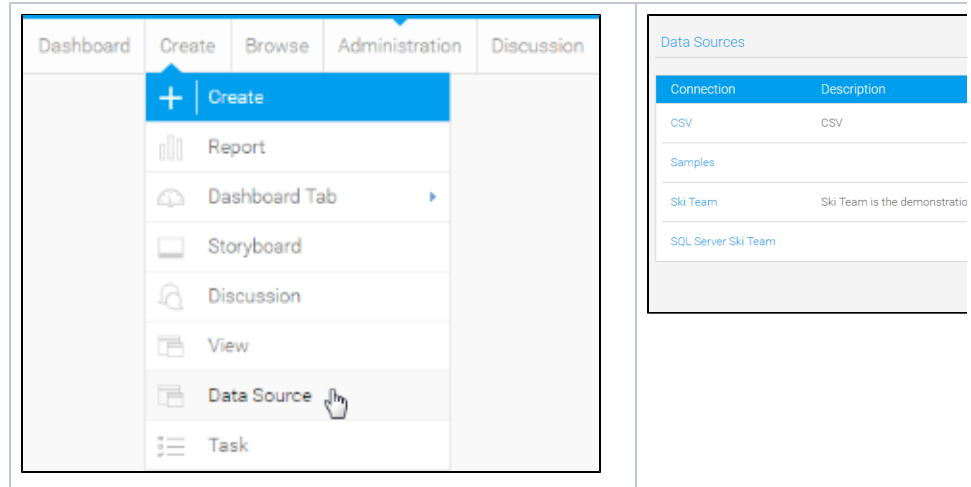 Dashboard Create Browse Administration Discussion
Create
Report
Dashboard Tab
Storyboard
Discussion
View
Data Source
Task
Data Sources
Connection Description
CSV CSV
Samples
Ski Team Ski Team is the
SQL Server Ski Team